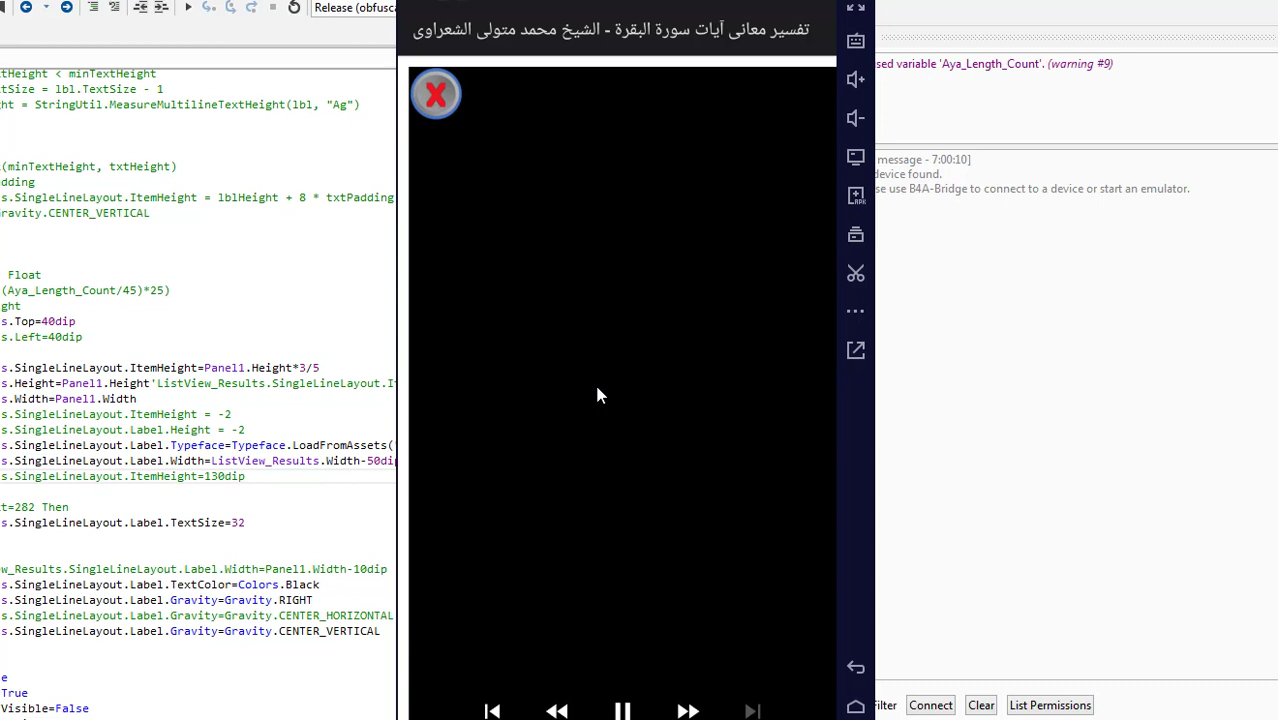 Release (obfusc
tHeight < minTextHeight
tSize = lbl.TextSize - 1
ght = StringUtil.MeasureMultilineTextHeight(lbl, "Ag")
(minTextHeight, txtHeight)
dding
s.SingleLineLayout.ItemHeight = lblHeight + 8 * txtPadding
Gravity.CENTER_VERTICAL
Float
(Aya_Length_Count/45)*25)
ght
s.Top=40dip
s.Left=40dip
s.SingleLineLayout.ItemHeight=Panel1.Height*3/5
s.Height=Panel1.Height'ListView_Results.SingleLineLayout.I
s.Width=Panel1.Width
s.SingleLineLayout.ItemHeight = -2
s.SingleLineLayout.Label.Height = -2
s.SingleLineLayout.Label.Typeface=Typeface.LoadFromAssets(
s.SingleLineLayout.Label.Width=ListView_Results.Width-50dip
s.SingleLineLayout.ItemHeight=130dip
t=282 Then
s.SingleLineLayout.Label.TextSize=32
w_Results.SingleLineLayout.Label.Width=Panel1.Width-10dip
s.SingleLineLayout.Label.TextColor=Colors.Black
s.SingleLineLayout.Label.Gravity=Gravity.RIGHT
s.SingleLineLayout.Label.Gravity=Gravity.CENTER_HORIZONTAL
s.SingleLineLayout.Label.Gravity=Gravity.CENTER_VERTICAL
e
True
Visible=False
تفسير معانى آيات سورة البقرة - الشيخ محمد متولى الشعراوى
X
APK
sed variable 'Aya_Length_Count'. (warning #9)
message - 7:00:10]
device found.
se use B4A-Bridge to connect to a device or start an emulator.
ilter Connect Clear List Permissions